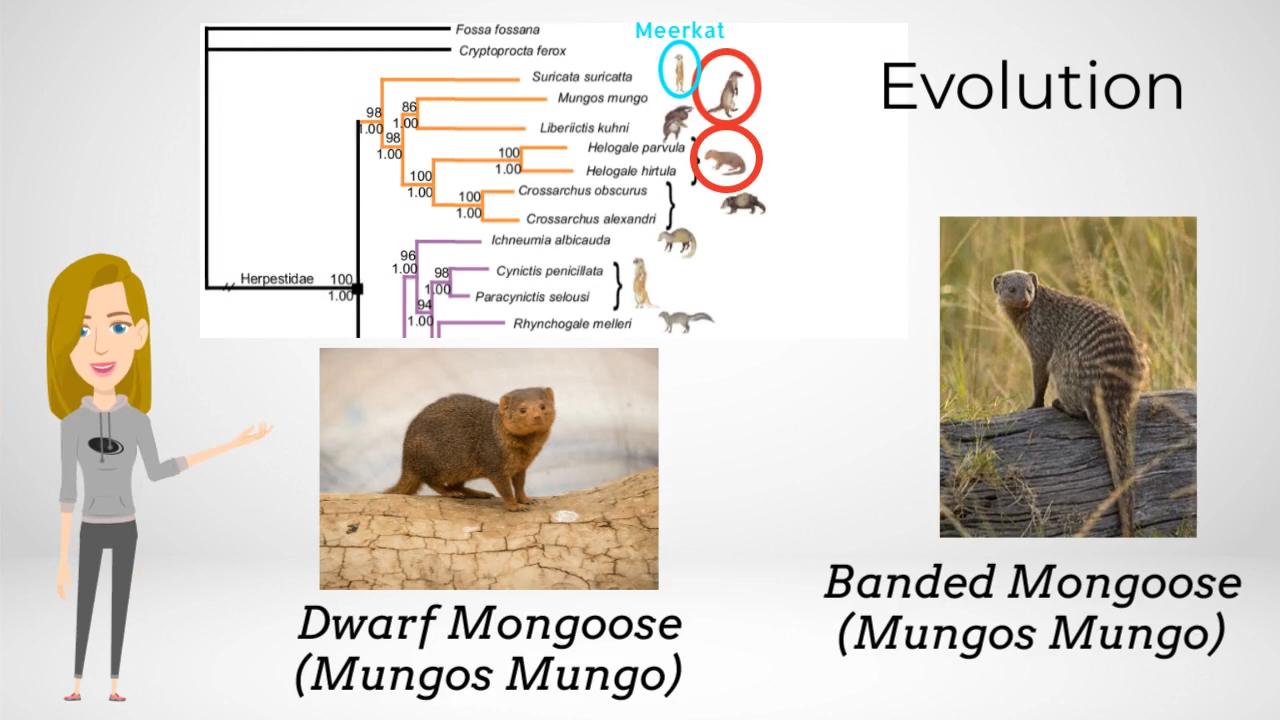 Fossa fossana
Meerkat
Cryptoprocta ferox
Evolution
Suricata suricatta
Mungos mungo
98
1.00
86
1.00
Liberiictis kuhni
98
1.00
Helogale parvula
100
1.00
Helogale hirtula
100
1.00
Crossarchus obscurus
100
1.00
Crossarchus alexandri
Ichneumia albicauda
96
1.00
Cynictis penicillata
98
1.00
Herpestidae
100
1.00
Paracynictis selousi
94
1.00
Rhynchogale melleri
Dwarf Mongoose
(Mungos Mungo)
Banded Mongoose
(Mungos Mungo)